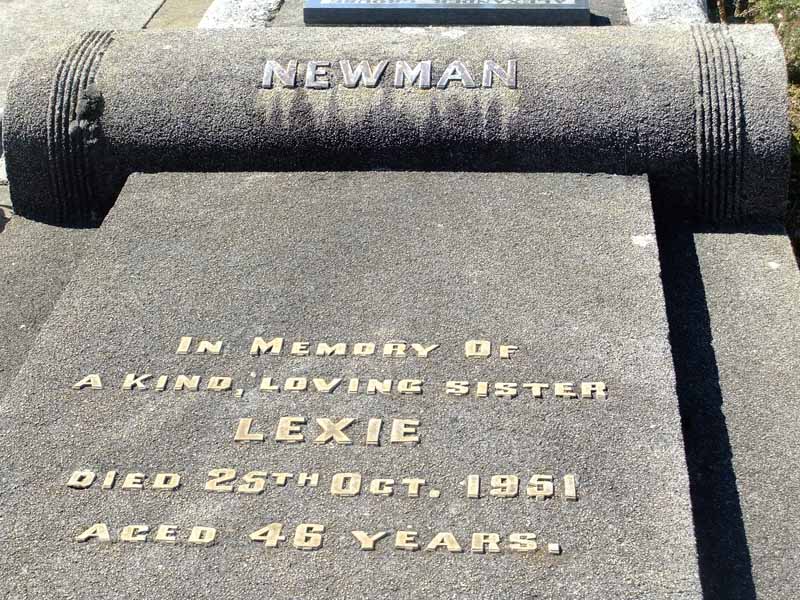 NEWMAN
IN MEMORY OF
A KIND, LOVING SISTER
LEXIE
DIED 25TH OCT. 1951
AGED 46 YEARS.